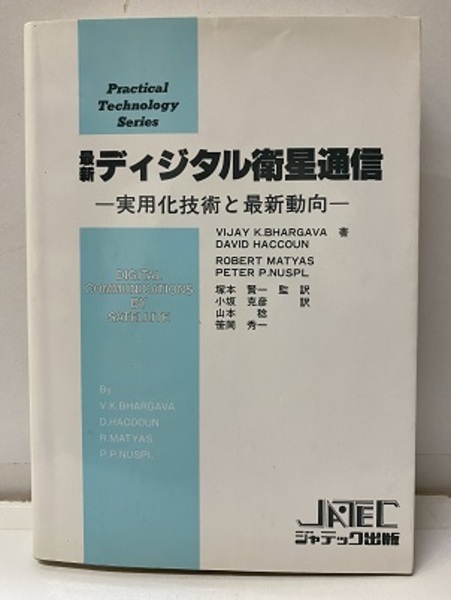 Practical
Technology
Series
最新 ディジタル衛星通信
―実用化技術と最新動向―
VIJAY K.BHARGAVA 著
DAVID HACCOUN
ROBERT MATYAS
PETER P.NUSPL
塚本 賢一 監 訳
小坂 克彦 訳
山本 稔
笹岡 秀一
DIGITAL
COMMUNICATIONS
BY
SATELLITE
By
V.K.BHARGAVA
D.HACCOUN
R.MATYAS
P.P.NUSPL
JATEC
ジャテック出版